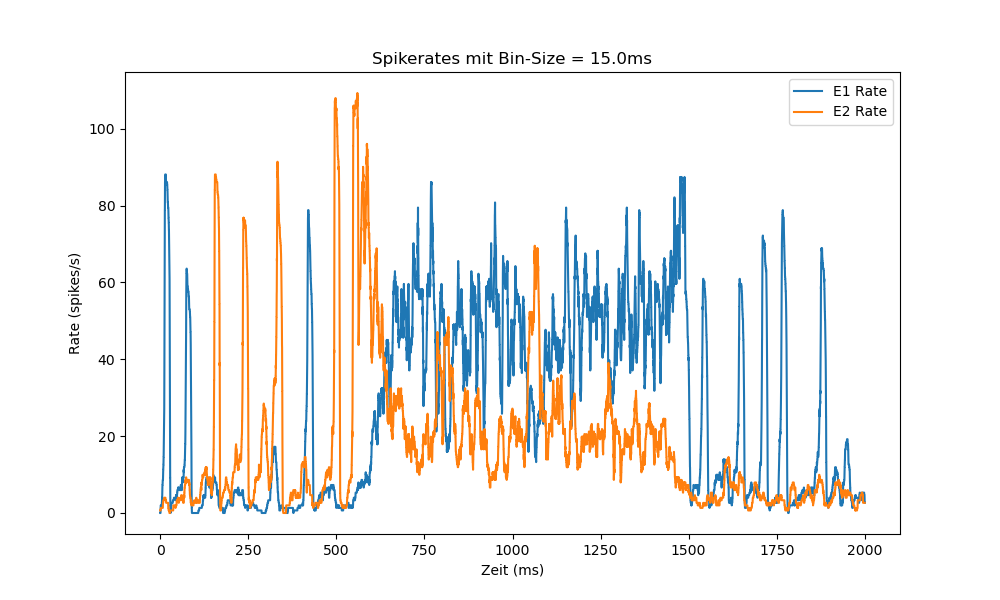 Spikerates mit Bin-Size = 15.0ms
E1 Rate
E2 Rate
100
80
60
40
20
0
Rate (spikes/s)
0 250 500 750 1000 1250 1500 1750 2000
Zeit (ms)